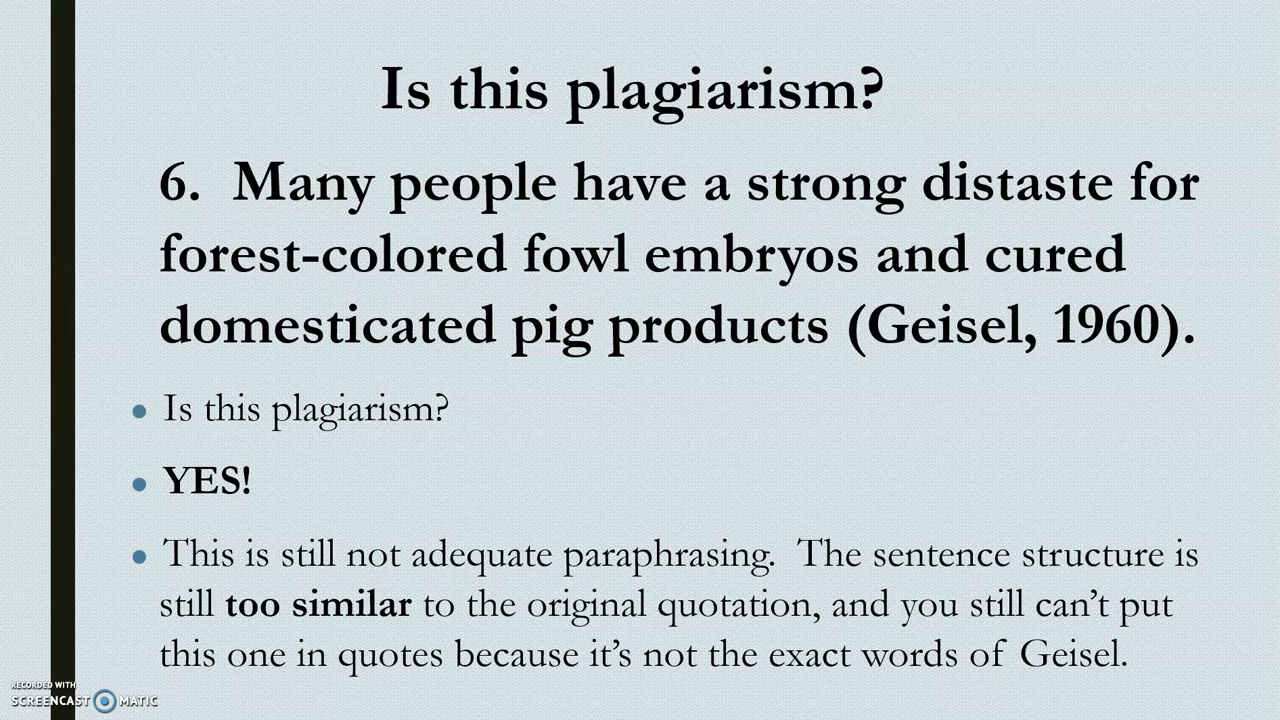 Is this plagiarism?
6. Many people have a strong distaste for
forest-colored fowl embryos and cured
domesticated pig products (Geisel, 1960).
• Is this plagiarism?
• YES!
• This is still not adequate paraphrasing. The sentence structure is
still too similar to the original quotation, and you still can't put
this one in quotes because it's not the exact words of Geisel.
RECORDED WITH
SCREENCAST MATIC